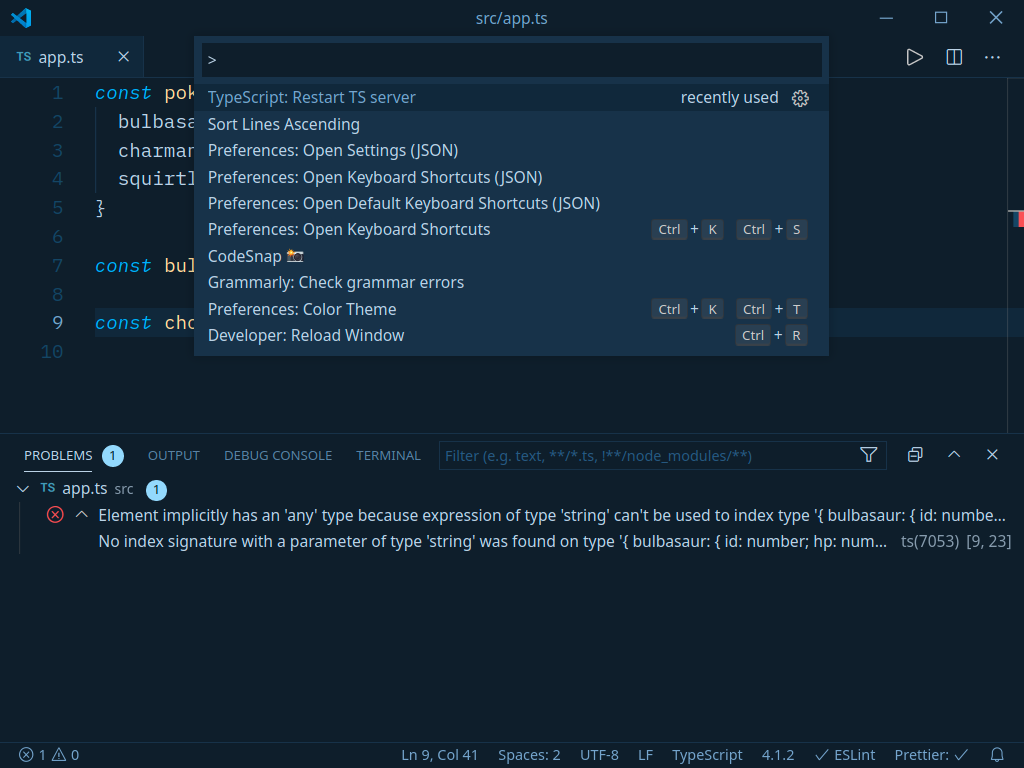 src/app.ts
TS app.ts
>
TypeScript: Restart TS server recently used
Sort Lines Ascending
Preferences: Open Settings (JSON)
Preferences: Open Keyboard Shortcuts (JSON)
Preferences: Open Default Keyboard Shortcuts (JSON)
Preferences: Open Keyboard Shortcuts Ctrl + K Ctrl + S
CodeSnap 📸
Grammarly: Check grammar errors
Preferences: Color Theme Ctrl + K Ctrl + T
Developer: Reload Window Ctrl + R
1 const pok
2 bulbasa
3 charman
4 squirtl
5 }
6
7 const bul
8
9 const cho
10
PROBLEMS 1 OUTPUT DEBUG CONSOLE TERMINAL Filter (e.g. text, **/*.ts, !**/node_modules/**)
TS app.ts src 1
Element implicitly has an 'any' type because expression of type 'string' can't be used to index type '{ bulbasaur: { id: numbe...
No index signature with a parameter of type 'string' was found on type '{ bulbasaur: { id: number; hp: num... ts(7053) [9, 23]
1 0 Ln 9, Col 41 Spaces: 2 UTF-8 LF TypeScript 4.1.2 ESLint Prettier: